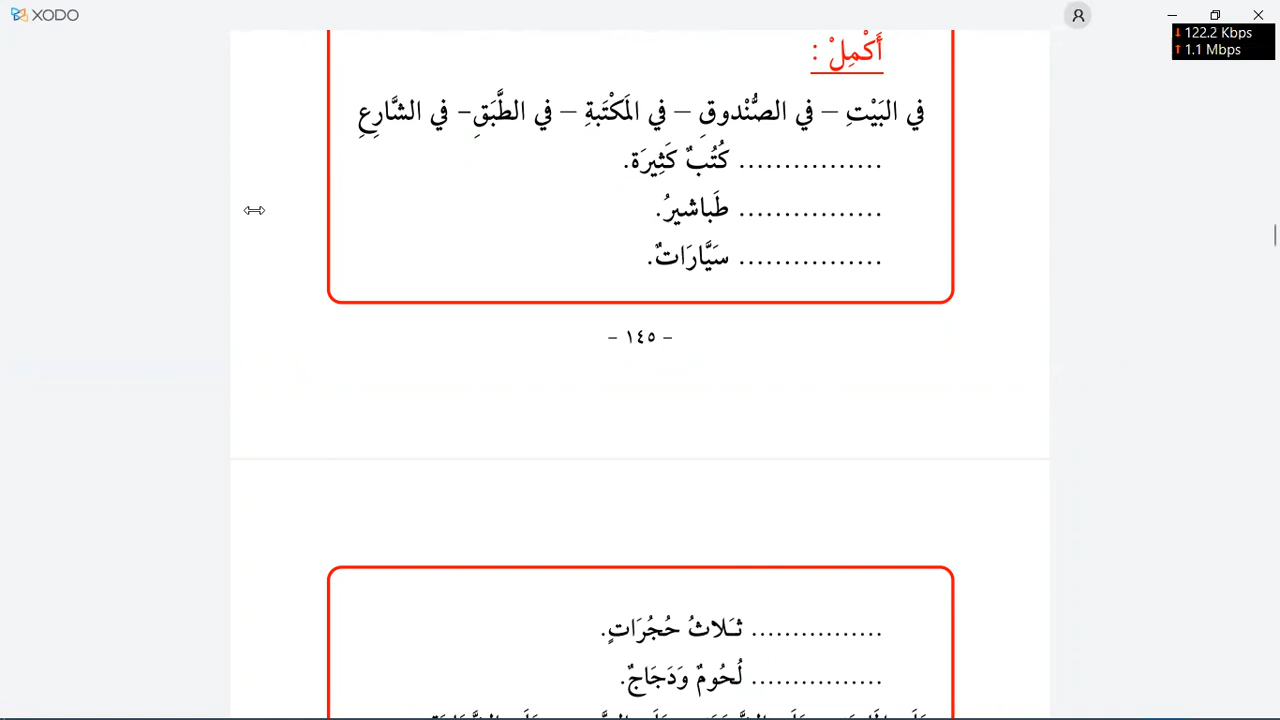 XODO
122.2 Kbps
1.1 Mbps
أَكْمِلْ :
في البَيْتِ – في الصُّنْدوقِ – في المَكْتَبةِ – في الطَّبَقِ- في الشَّارِعِ
................ كُتُبٌ كَثِيرَة.
................ طَباشيرُ.
................ سَيَّارَاتٌ.
- ١٤٥ -
................ ثـَلاثُ حُجُرَاتٍ.
................ لُحُومٌ وَدَجَاجٌ.